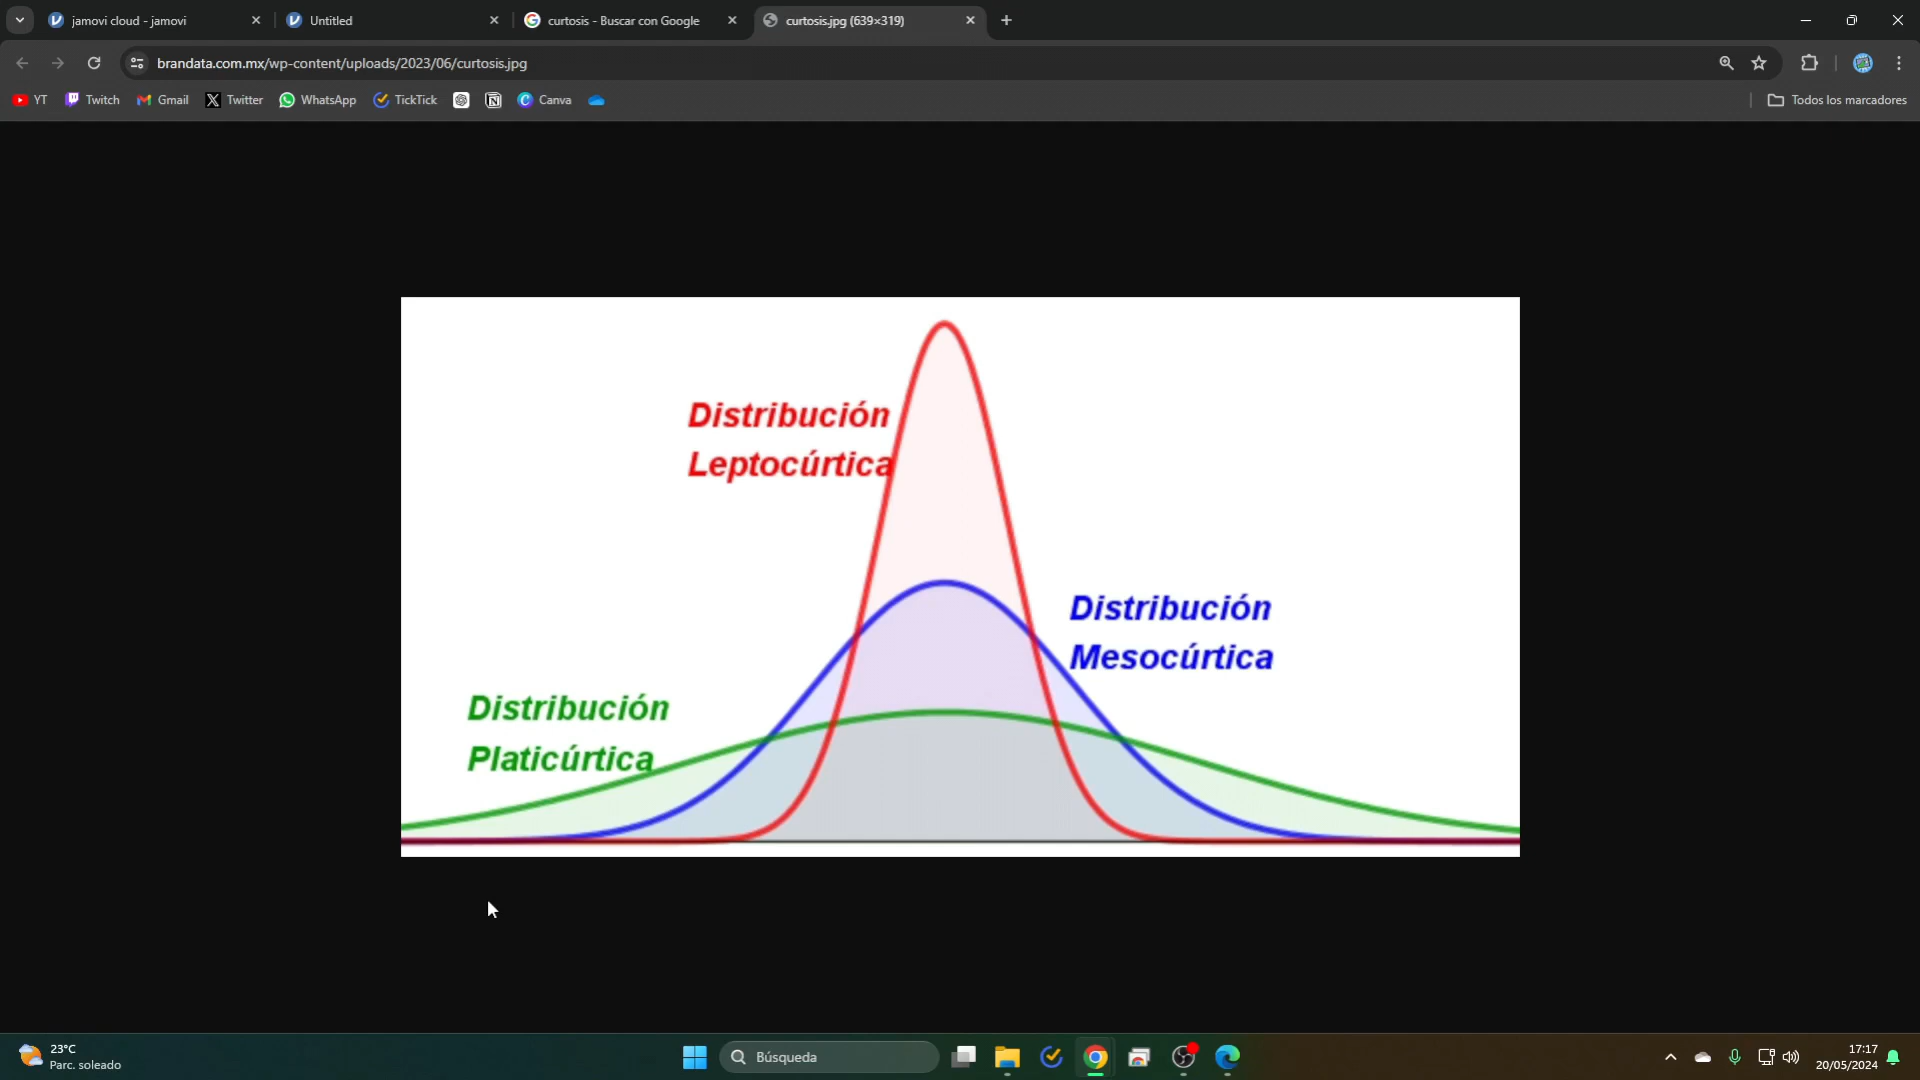 jamovi cloud - jamovi
Untitled
curtosis - Buscar con Google
curtosis.jpg (639×319)
brandata.com.mx/wp-content/uploads/2023/06/curtosis.jpg
YT
Twitch
Gmail
Twitter
WhatsApp
TickTick
Canva
Todos los marcadores
Distribución
Leptocúrtica
Distribución
Mesocúrtica
Distribución
Platicúrtica
23°C
Parc. soleado
Búsqueda
17:17
20/05/2024